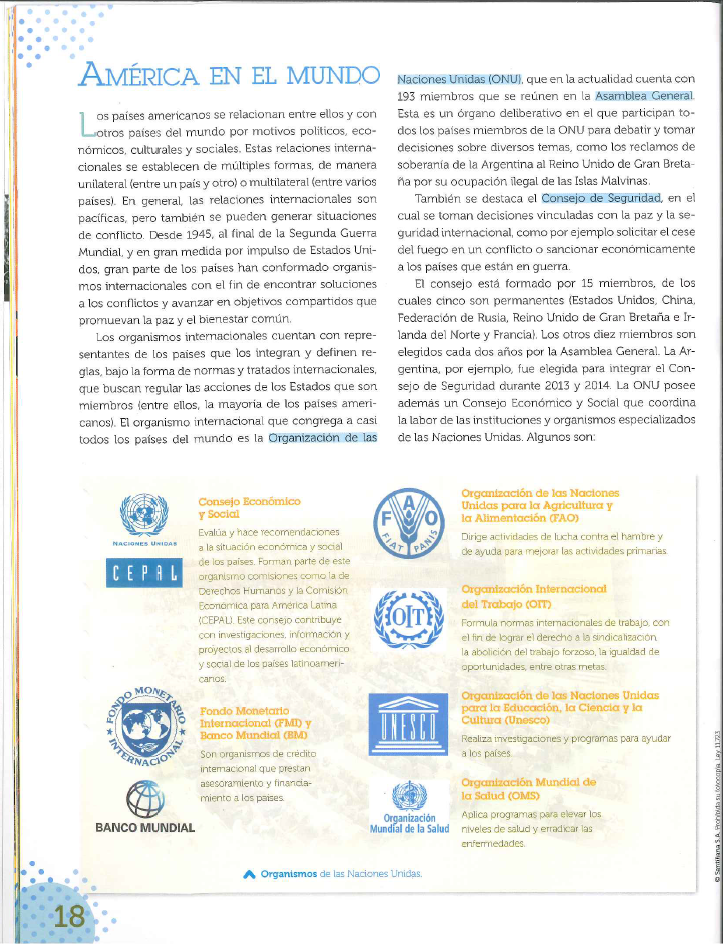 AMÉRICA EN EL MUNDO
Los países americanos se relacionan entre ellos y con
otros países del mundo por motivos políticos, eco-
nómicos, culturales y sociales. Estas relaciones interna-
cionales se establecen de múltiples formas, de manera
unilateral (entre un país y otro) o multilateral (entre varios
países). En general, las relaciones internacionales son
pacíficas, pero también se pueden generar situaciones
de conflicto. Desde 1945, al final de la Segunda Guerra
Mundial, y en gran medida por impulso de Estados Uni-
dos, gran parte de los países han conformado organis-
mos internacionales con el fin de encontrar soluciones
a los conflictos y avanzar en objetivos compartidos que
promuevan la paz y el bienestar común.
Los organismos internacionales cuentan con repre-
sentantes de los países que los integran y definen re-
glas, bajo la forma de normas y tratados internacionales,
que buscan regular las acciones de los Estados que son
miembros (entre ellos, la mayoría de los países ameri-
canos). El organismo internacional que congrega a casi
todos los países del mundo es la Organización de las
Naciones Unidas (ONU), que en la actualidad cuenta con
193 miembros que se reúnen en la Asamblea General.
Esta es un órgano deliberativo en el que participan to-
dos los países miembros de la ONU para debatir y tomar
decisiones sobre diversos temas, como los reclamos de
soberanía de la Argentina al Reino Unido de Gran Breta-
ña por su ocupación ilegal de las Islas Malvinas.
También se destaca el Consejo de Seguridad, en el
cual se toman decisiones vinculadas con la paz y la se-
guridad internacional, como por ejemplo solicitar el cese
del fuego en un conflicto o sancionar económicamente
a los países que están en guerra.
El consejo está formado por 15 miembros, de los
cuales cinco son permanentes (Estados Unidos, China,
Federación de Rusia, Reino Unido de Gran Bretaña e Ir-
landa del Norte y Francia). Los otros diez miembros son
elegidos cada dos años por la Asamblea General. La Ar-
gentina, por ejemplo, fue elegida para integrar el Con-
sejo de Seguridad durante 2013 y 2014. La ONU posee
además un Consejo Económico y Social que coordina
la labor de las instituciones y organismos especializados
de las Naciones Unidas. Algunos son:
NACIONES UNIDAS
CEPAL
Consejo Económico
y Social
Evalúa y hace recomendaciones
a la situación económica y social
de los países. Forman parte de este
organismo comisiones como la de
Derechos Humanos y la Comisión
Económica para América Latina
(CEPAL). Este consejo contribuye
con investigaciones, información y
proyectos al desarrollo económico
y social de los países latinoameri-
canos.
FONDO MONETARIO
INTERNACIONAL
BANCO MUNDIAL
Fondo Monetario
Internacional (FMI) y
Banco Mundial (BM)
Son organismos de crédito
internacional que prestan
asesoramiento y financia-
miento a los países.
FAO
FIAT PANIS
Organización de las Naciones
Unidas para la Agricultura y
la Alimentación (FAO)
Dirige actividades de lucha contra el hambre y
de ayuda para mejorar las actividades primarias.
OIT
Organización Internacional
del Trabajo (OIT)
Formula normas internacionales de trabajo, con
el fin de lograr el derecho a la sindicalización,
la abolición del trabajo forzoso, la igualdad de
oportunidades, entre otras metas.
UNESCO
Organización de las Naciones Unidas
para la Educación, la Ciencia y la
Cultura (Unesco)
Realiza investigaciones y programas para ayudar
a los países.
Organización
Mundial de la Salud
Organización Mundial de
la Salud (OMS)
Aplica programas para elevar los
niveles de salud y erradicar las
enfermedades.
Organismos de las Naciones Unidas.
18
© Santillana S.A. Prohibida su fotocopia. Ley 11.723